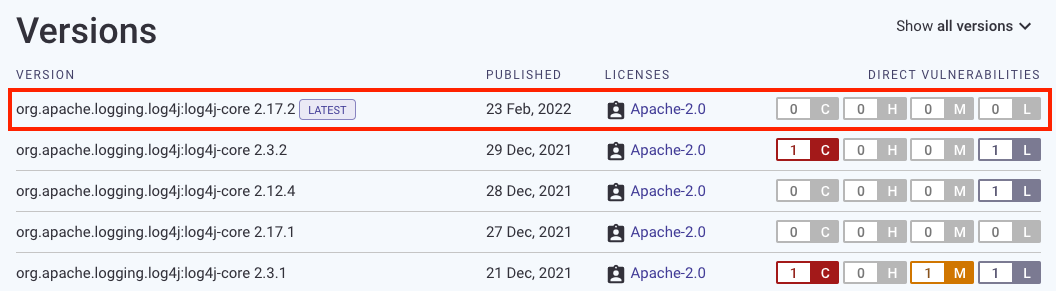 Versions
Show all versions
VERSION PUBLISHED LICENSES DIRECT VULNERABILITIES
org.apache.logging.log4j:log4j-core 2.17.2 LATEST 23 Feb, 2022 Apache-2.0 0 C 0 H 0 M 0 L
org.apache.logging.log4j:log4j-core 2.3.2 29 Dec, 2021 Apache-2.0 1 C 0 H 0 M 1 L
org.apache.logging.log4j:log4j-core 2.12.4 28 Dec, 2021 Apache-2.0 0 C 0 H 0 M 1 L
org.apache.logging.log4j:log4j-core 2.17.1 27 Dec, 2021 Apache-2.0 0 C 0 H 0 M 0 L
org.apache.logging.log4j:log4j-core 2.3.1 21 Dec, 2021 Apache-2.0 1 C 0 H 1 M 1 L